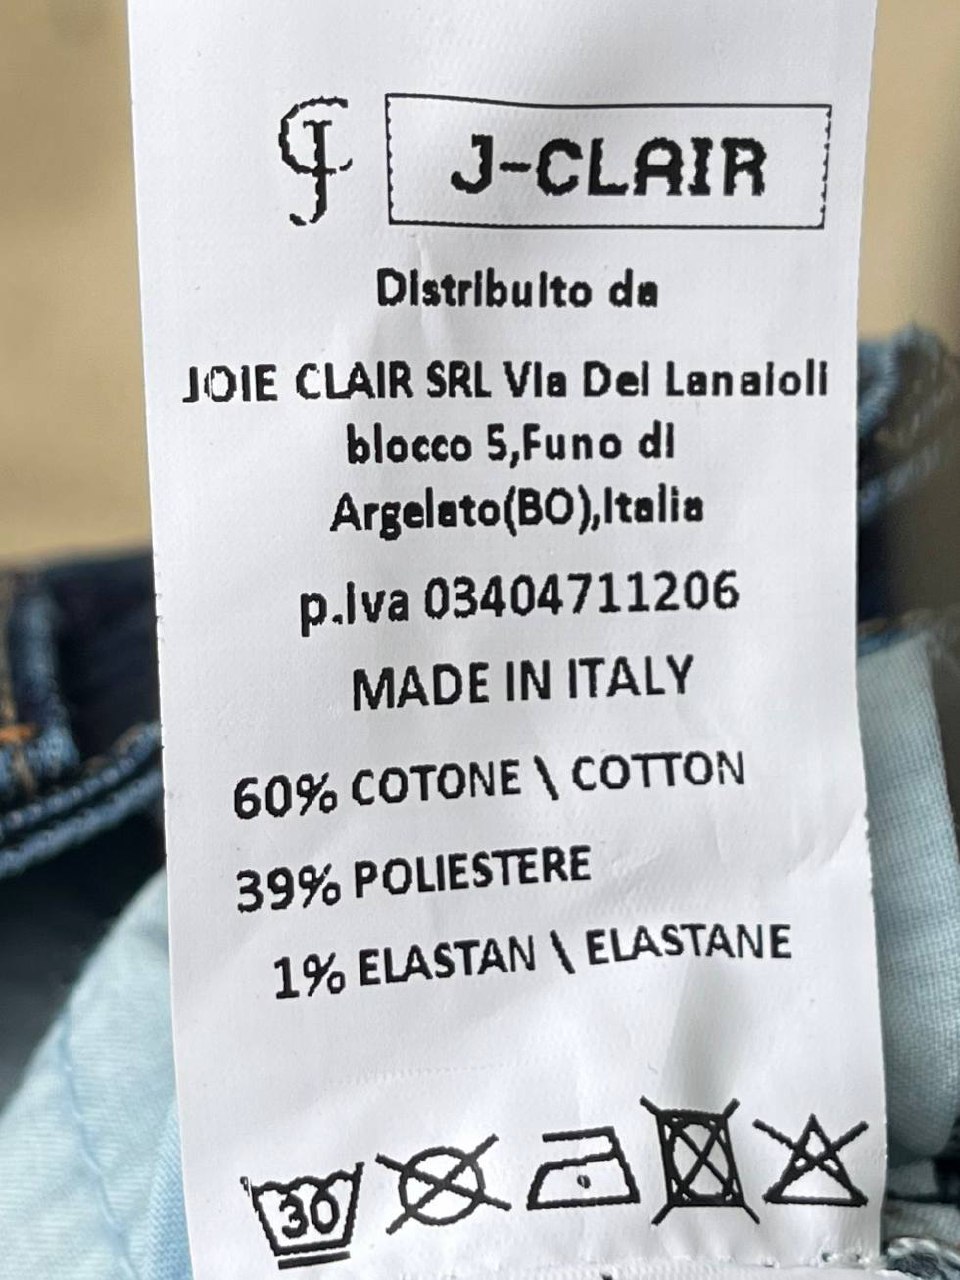 J-CLAIR
Distribuito da
JOIE CLAIR SRL Via Dei Lanaioli
blocco 5,Funo di
Argelato(BO),Italia
p.iva 03404711206
MADE IN ITALY
60% COTONE \ COTTON
39% POLIESTERE
1% ELASTAN \ ELASTANE
30